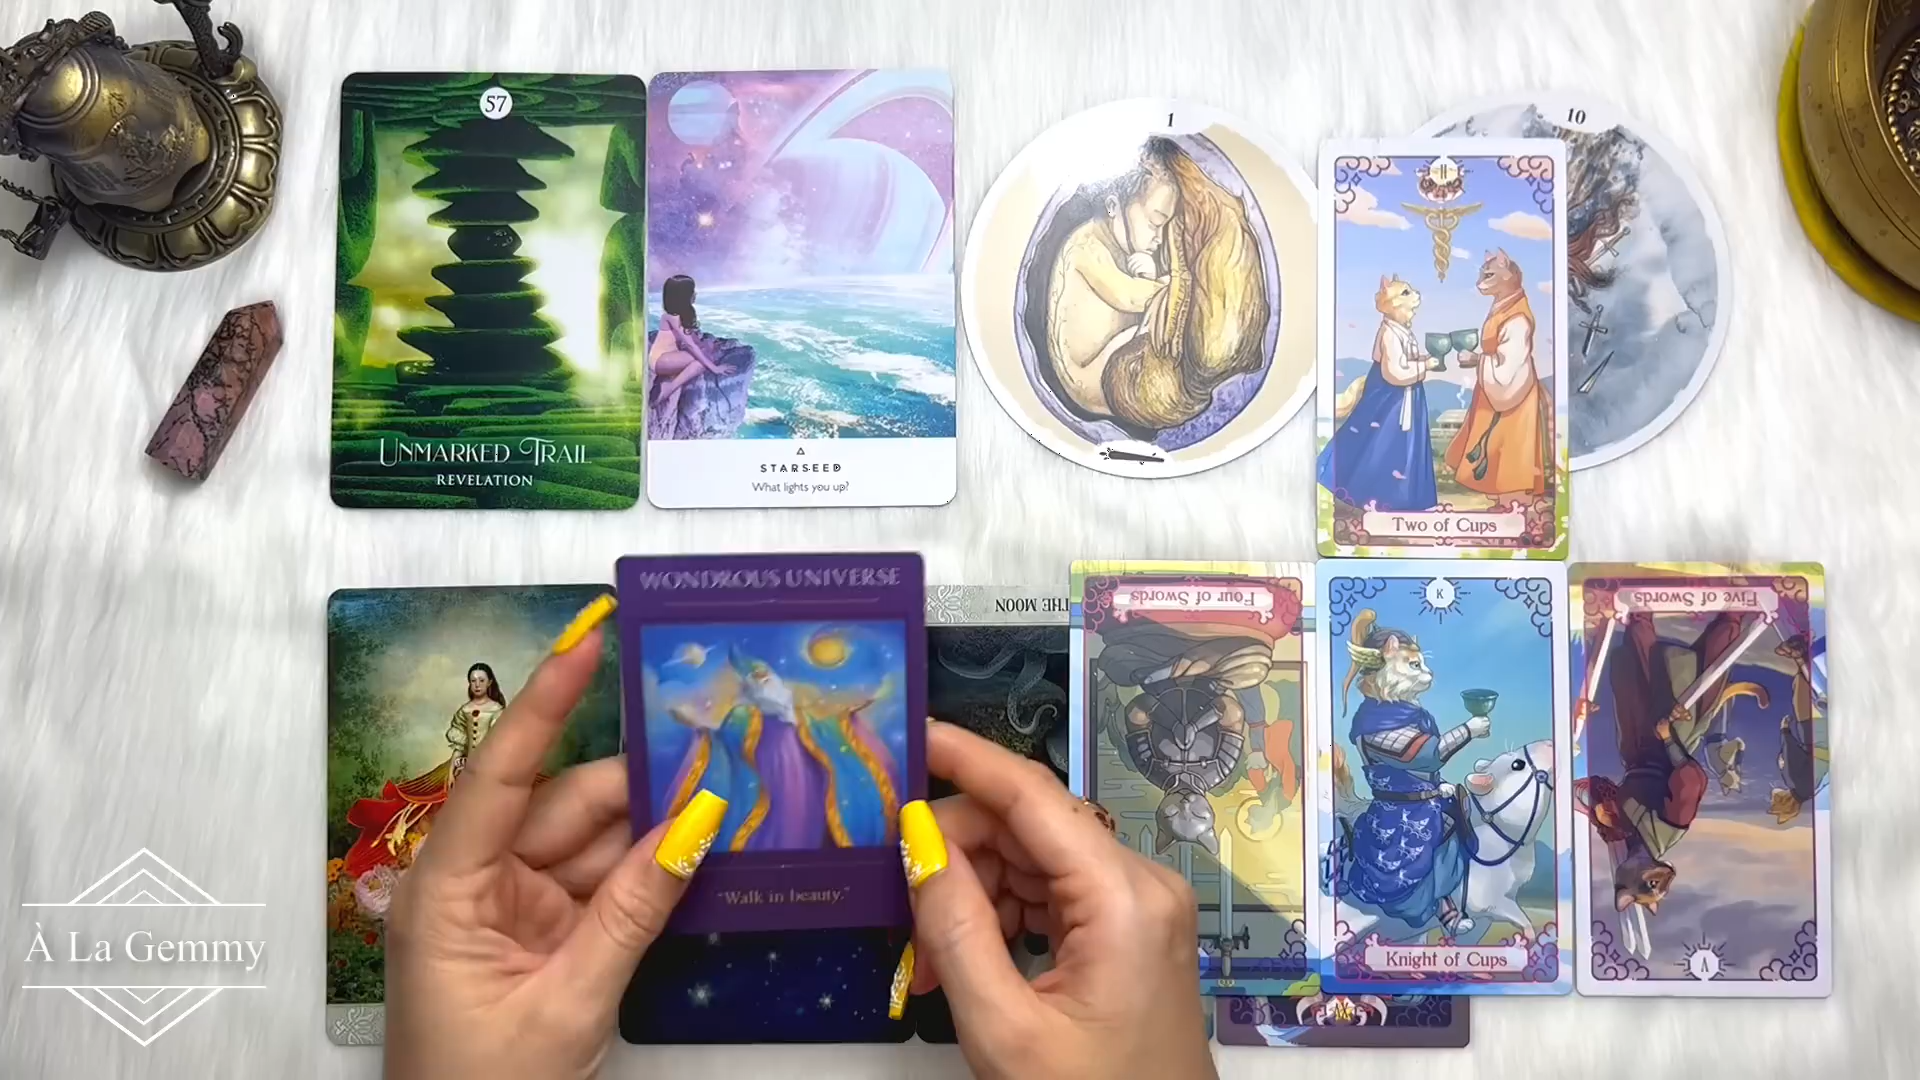 57
UNMARKED TRAIL
REVELATION
STARSEED
What lights you up?
1
10
II
Two of Cups
WONDROUS UNIVERSE
"Walk in beauty."
THE MOON
Four of Swords
K
Knight of Cups
Five of Swords
V
À La Gemmy